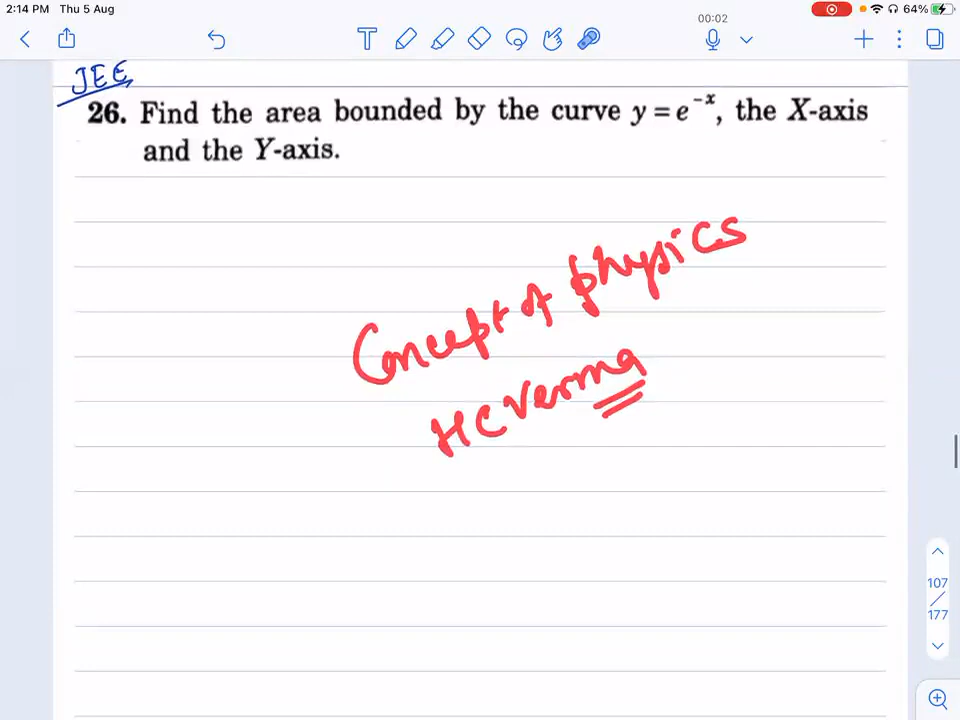 2:14 PM Thu 5 Aug
64%
00:02
JEE
26. Find the area bounded by the curve y = e⁻ˣ, the X-axis
and the Y-axis.
Concept of physics
HC Verma
107
177